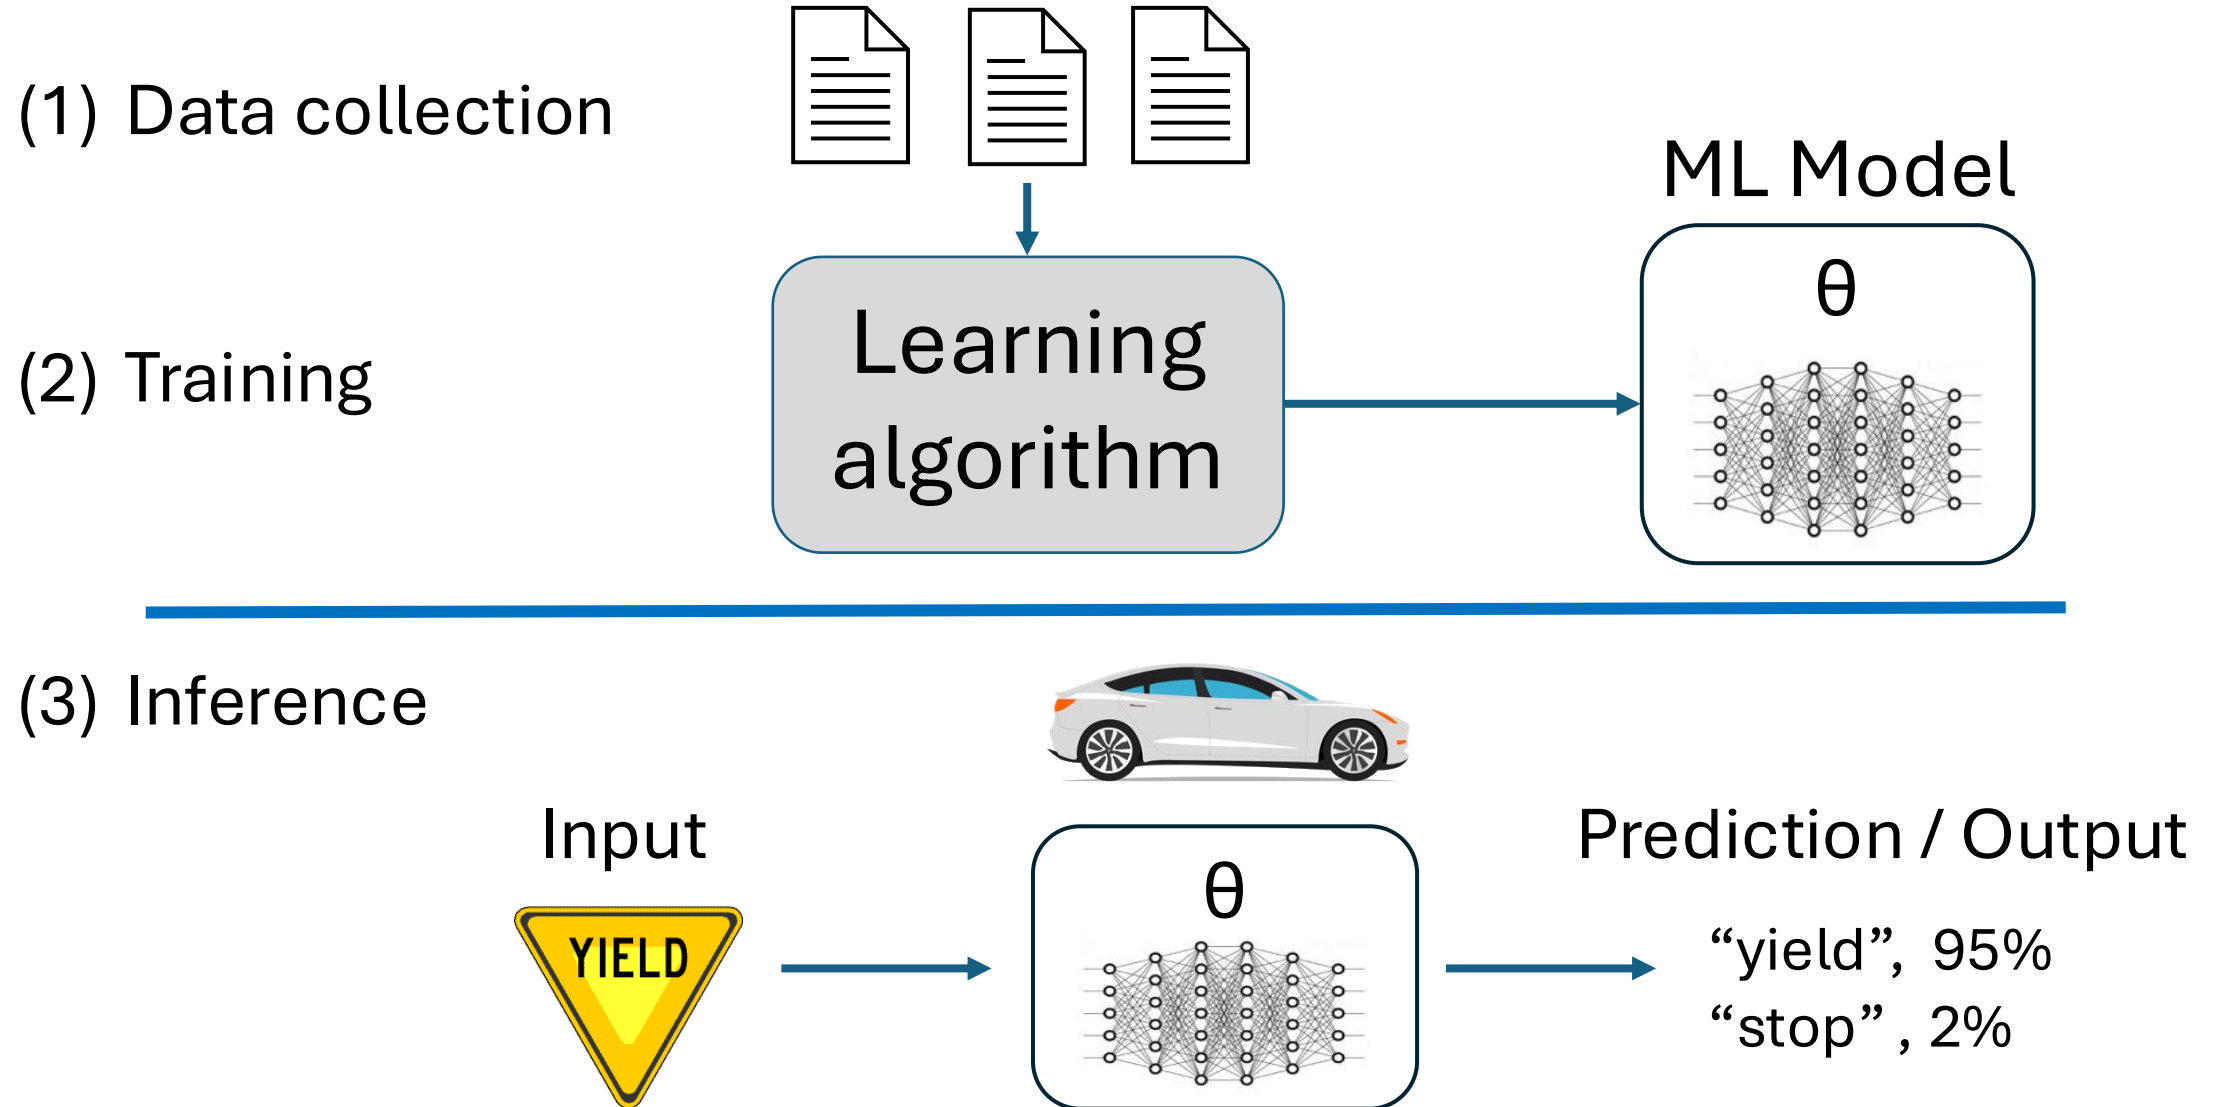 (1) Data collection
ML Model
θ
(2) Training
Learning
algorithm
(3) Inference
Input
Prediction / Output
θ
YIELD
“yield”, 95%
“stop” , 2%